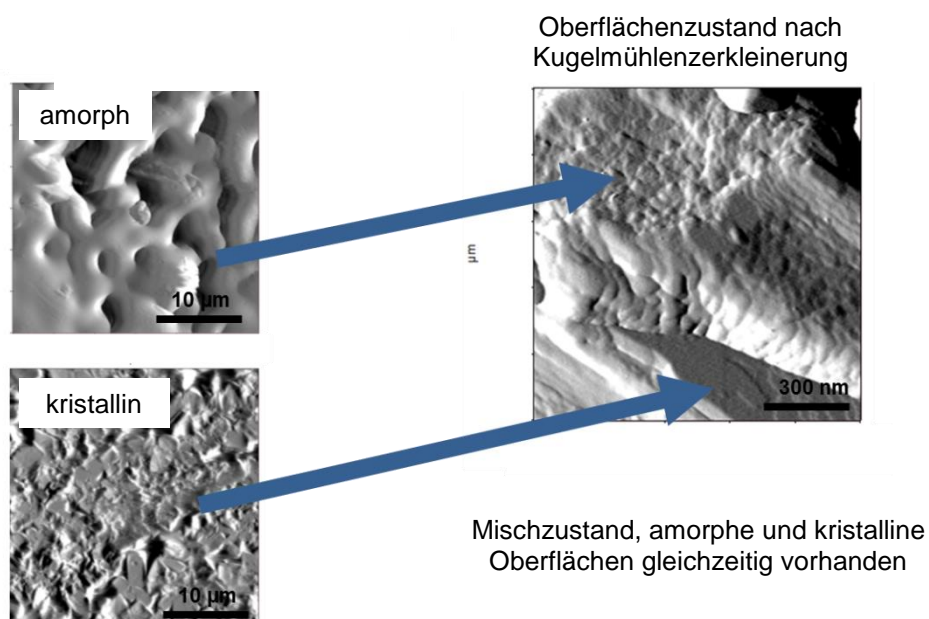 Oberflächenzustand nach
Kugelmühlenzerkleinerung
amorph
10 µm
µm
300 nm
kristallin
10 µm
Mischzustand, amorphe und kristalline
Oberflächen gleichzeitig vorhanden